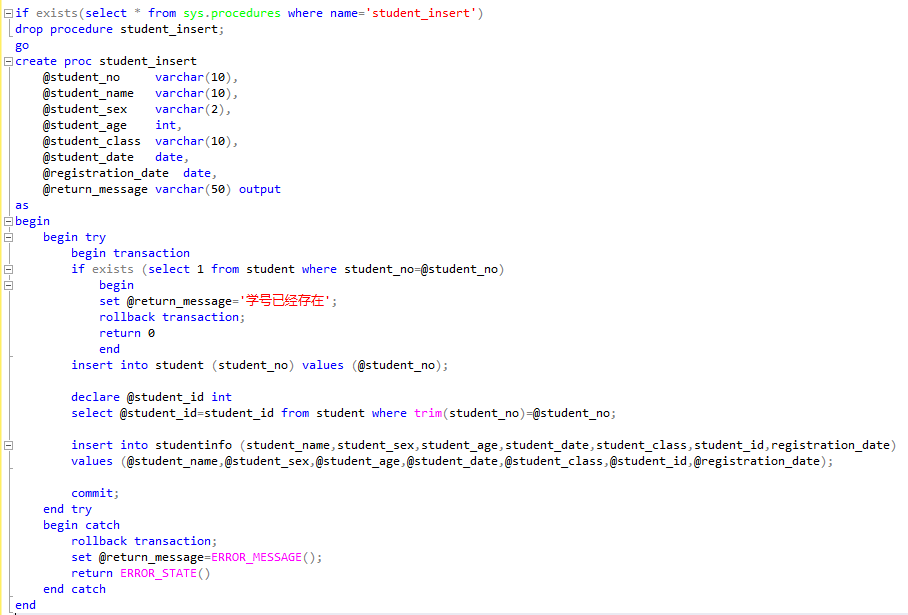 if exists(select * from sys.procedures where name='student_insert')
drop procedure student_insert;
go
create proc student_insert
@student_no varchar(10),
@student_name varchar(10),
@student_sex varchar(2),
@student_age int,
@student_class varchar(10),
@student_date date,
@registration_date date,
@return_message varchar(50) output
as
begin
begin try
begin transaction
if exists (select 1 from student where student_no=@student_no)
begin
set @return_message='学号已经存在';
rollback transaction;
return 0
end
insert into student (student_no) values (@student_no);
declare @student_id int
select @student_id=student_id from student where trim(student_no)=@student_no;
insert into studentinfo (student_name,student_sex,student_age,student_date,student_class,student_id,registration_date)
values (@student_name,@student_sex,@student_age,@student_date,@student_class,@student_id,@registration_date);
commit;
end try
begin catch
rollback transaction;
set @return_message=ERROR_MESSAGE();
return ERROR_STATE()
end catch
end